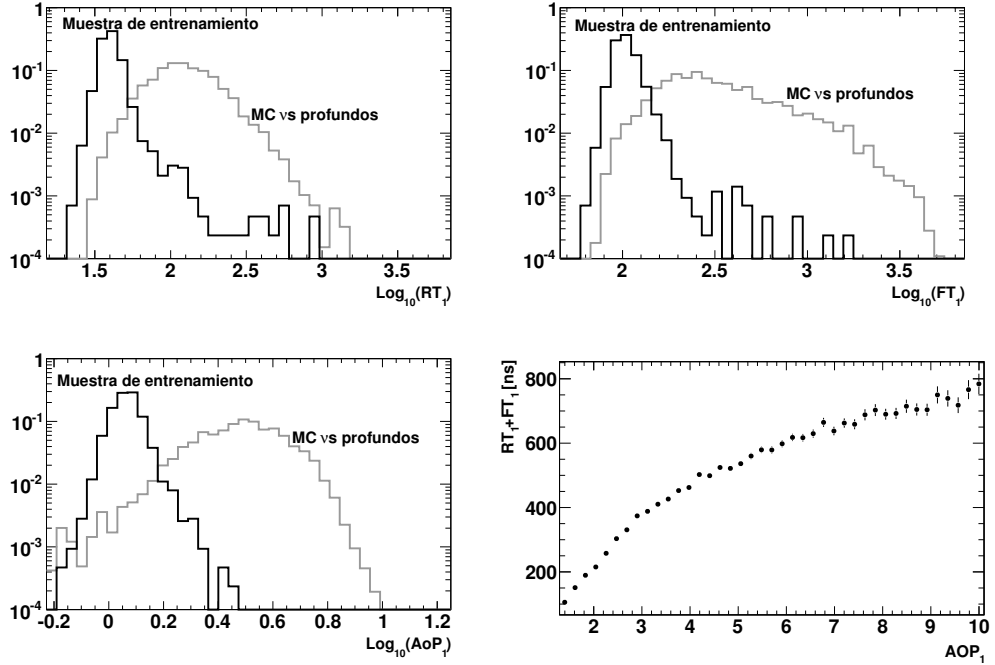 1
Muestra de entrenamiento
10-1
MC νs profundos
10-2
10-3
10-4
1.5 2 2.5 3 3.5
Log10(RT1)
1
Muestra de entrenamiento
10-1
MC νs profundos
10-2
10-3
10-4
2 2.5 3 3.5
Log10(FT1)
1
Muestra de entrenamiento
10-1
MC νs profundos
10-2
10-3
10-4
-0.2 0 0.2 0.4 0.6 0.8 1 1.2
Log10(AoP1)
RT1+FT1 [ns]
800
600
400
200
2 3 4 5 6 7 8 9 10
AOP1